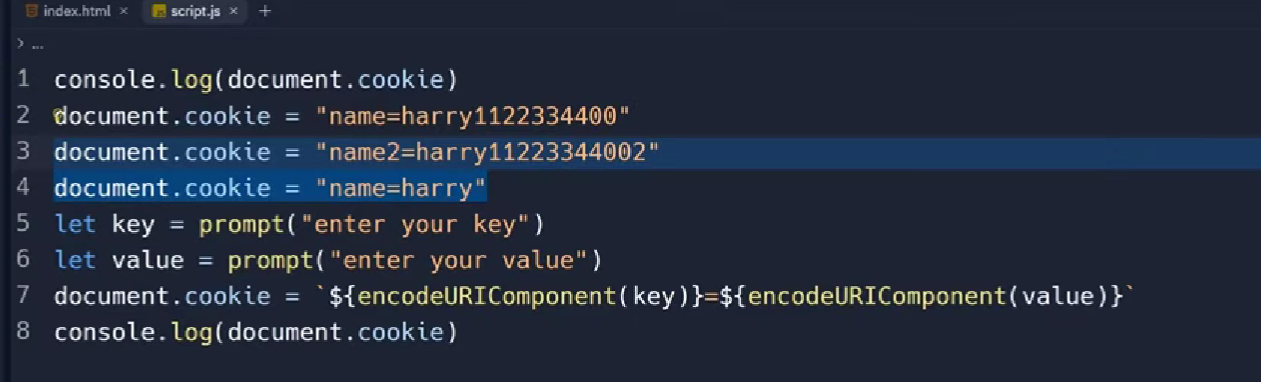 index.html × script.js × +
> ...
1 console.log(document.cookie)
2 document.cookie = "name=harry1122334400"
3 document.cookie = "name2=harry11223344002"
4 document.cookie = "name=harry"
5 let key = prompt("enter your key")
6 let value = prompt("enter your value")
7 document.cookie = `${encodeURIComponent(key)}=${encodeURIComponent(value)}`
8 console.log(document.cookie)